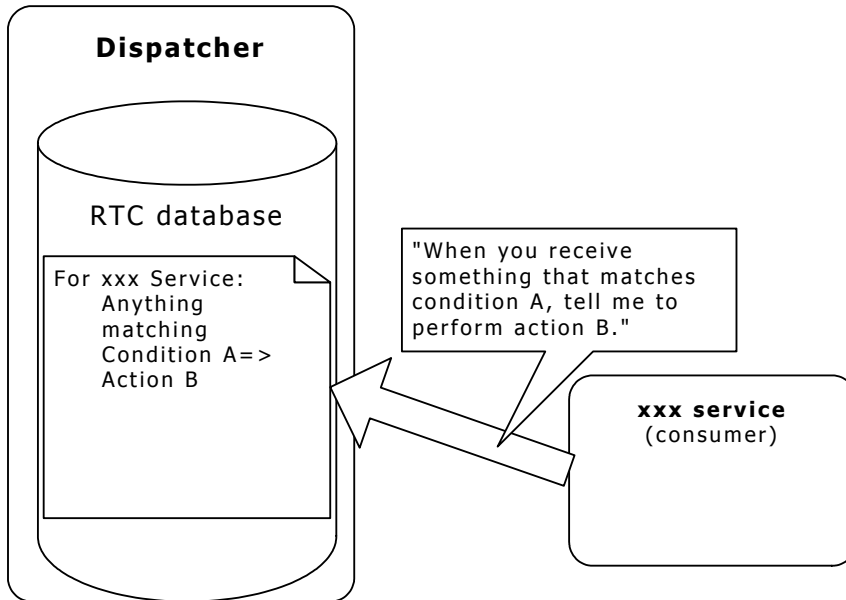 Dispatcher
RTC database
For xxx Service:
Anything
matching
Condition A=>
Action B
"When you receive
something that matches
condition A, tell me to
perform action B."
xxx service
(consumer)